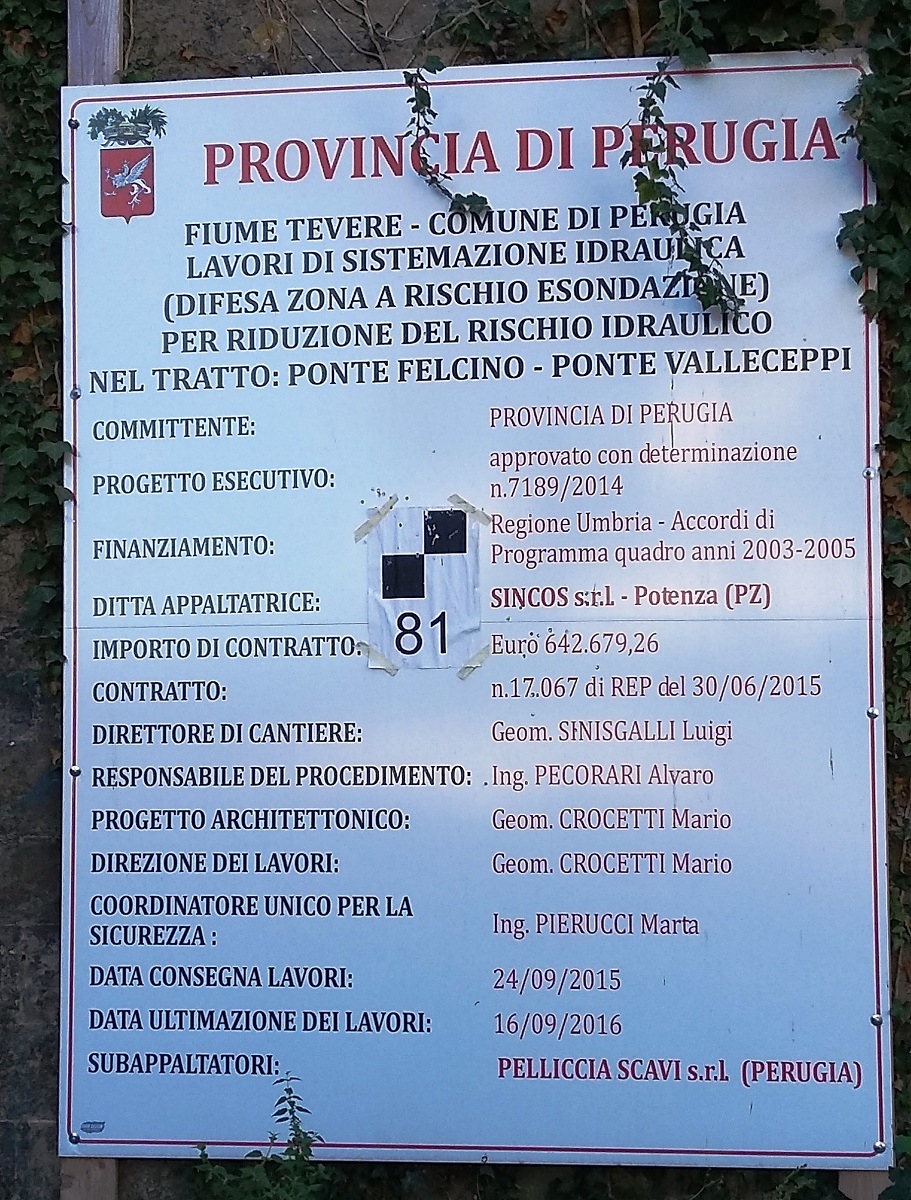 PROVINCIA DI PERUGIA
FIUME TEVERE - COMUNE DI PERUGIA
LAVORI DI SISTEMAZIONE IDRAULICA
(DIFESA ZONA A RISCHIO ESONDAZIONE)
PER RIDUZIONE DEL RISCHIO IDRAULICO
NEL TRATTO: PONTE FELCINO - PONTE VALLECEPPI
COMMITTENTE: PROVINCIA DI PERUGIA
PROGETTO ESECUTIVO: approvato con determinazione
n.7189/2014
FINANZIAMENTO: Regione Umbria - Accordi di
Programma quadro anni 2003-2005
DITTA APPALTATRICE: SINCOS s.r.l. - Potenza (PZ)
81
IMPORTO DI CONTRATTO: Euro 642.679,26
CONTRATTO: n.17.067 di REP del 30/06/2015
DIRETTORE DI CANTIERE: Geom. SINISGALLI Luigi
RESPONSABILE DEL PROCEDIMENTO: Ing. PECORARI Alvaro
PROGETTO ARCHITETTONICO: Geom. CROCETTI Mario
DIREZIONE DEI LAVORI: Geom. CROCETTI Mario
COORDINATORE UNICO PER LA
SICUREZZA : Ing. PIERUCCI Marta
DATA CONSEGNA LAVORI: 24/09/2015
DATA ULTIMAZIONE DEI LAVORI: 16/09/2016
SUBAPPALTATORI: PELLICCIA SCAVI s.r.l. (PERUGIA)